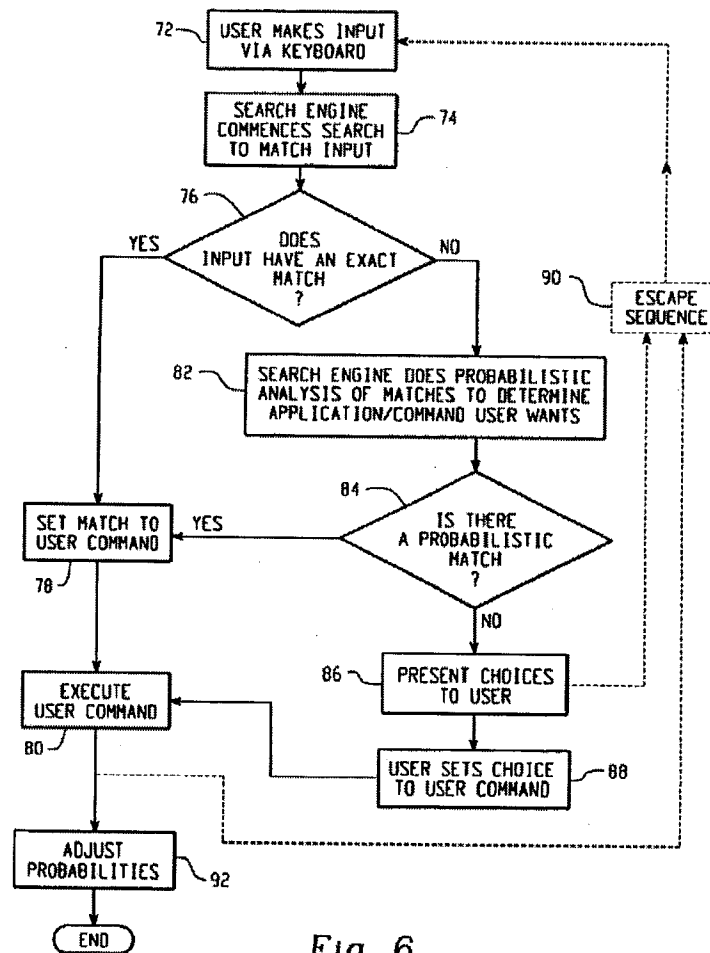 72
USER MAKES INPUT
VIA KEYBOARD
SEARCH ENGINE
COMMENCES SEARCH
TO MATCH INPUT
74
76
DOES
INPUT HAVE AN EXACT
MATCH
?
YES
NO
90
ESCAPE
SEQUENCE
82
SEARCH ENGINE DOES PROBABILISTIC
ANALYSIS OF MATCHES TO DETERMINE
APPLICATION/COMMAND USER WANTS
84
IS THERE
A PROBABILISTIC
MATCH
?
YES
NO
SET MATCH TO
USER COMMAND
78
86
PRESENT CHOICES
TO USER
EXECUTE
USER COMMAND
80
USER SETS CHOICE
TO USER COMMAND
88
ADJUST
PROBABILITIES
92
END
Fig. 6